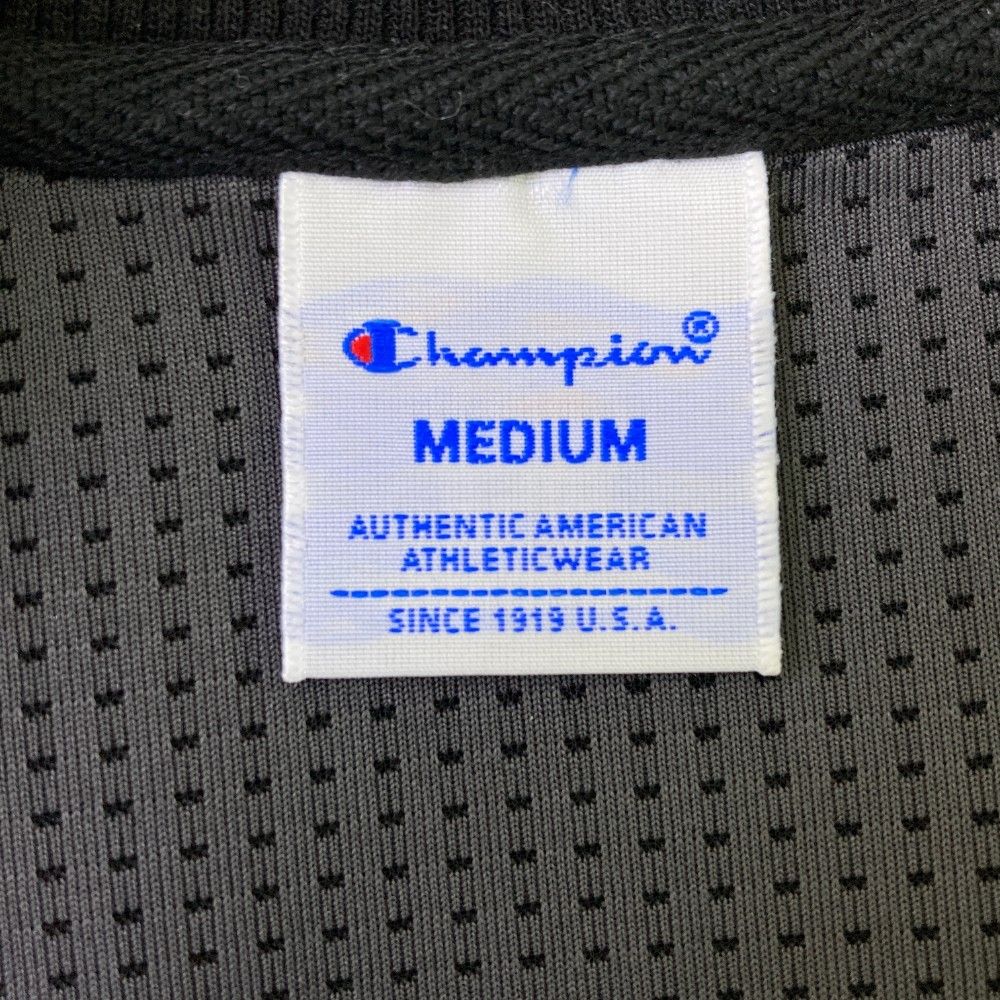 Champion®
MEDIUM
AUTHENTIC AMERICAN
ATHLETICWEAR
SINCE 1919 U.S.A.